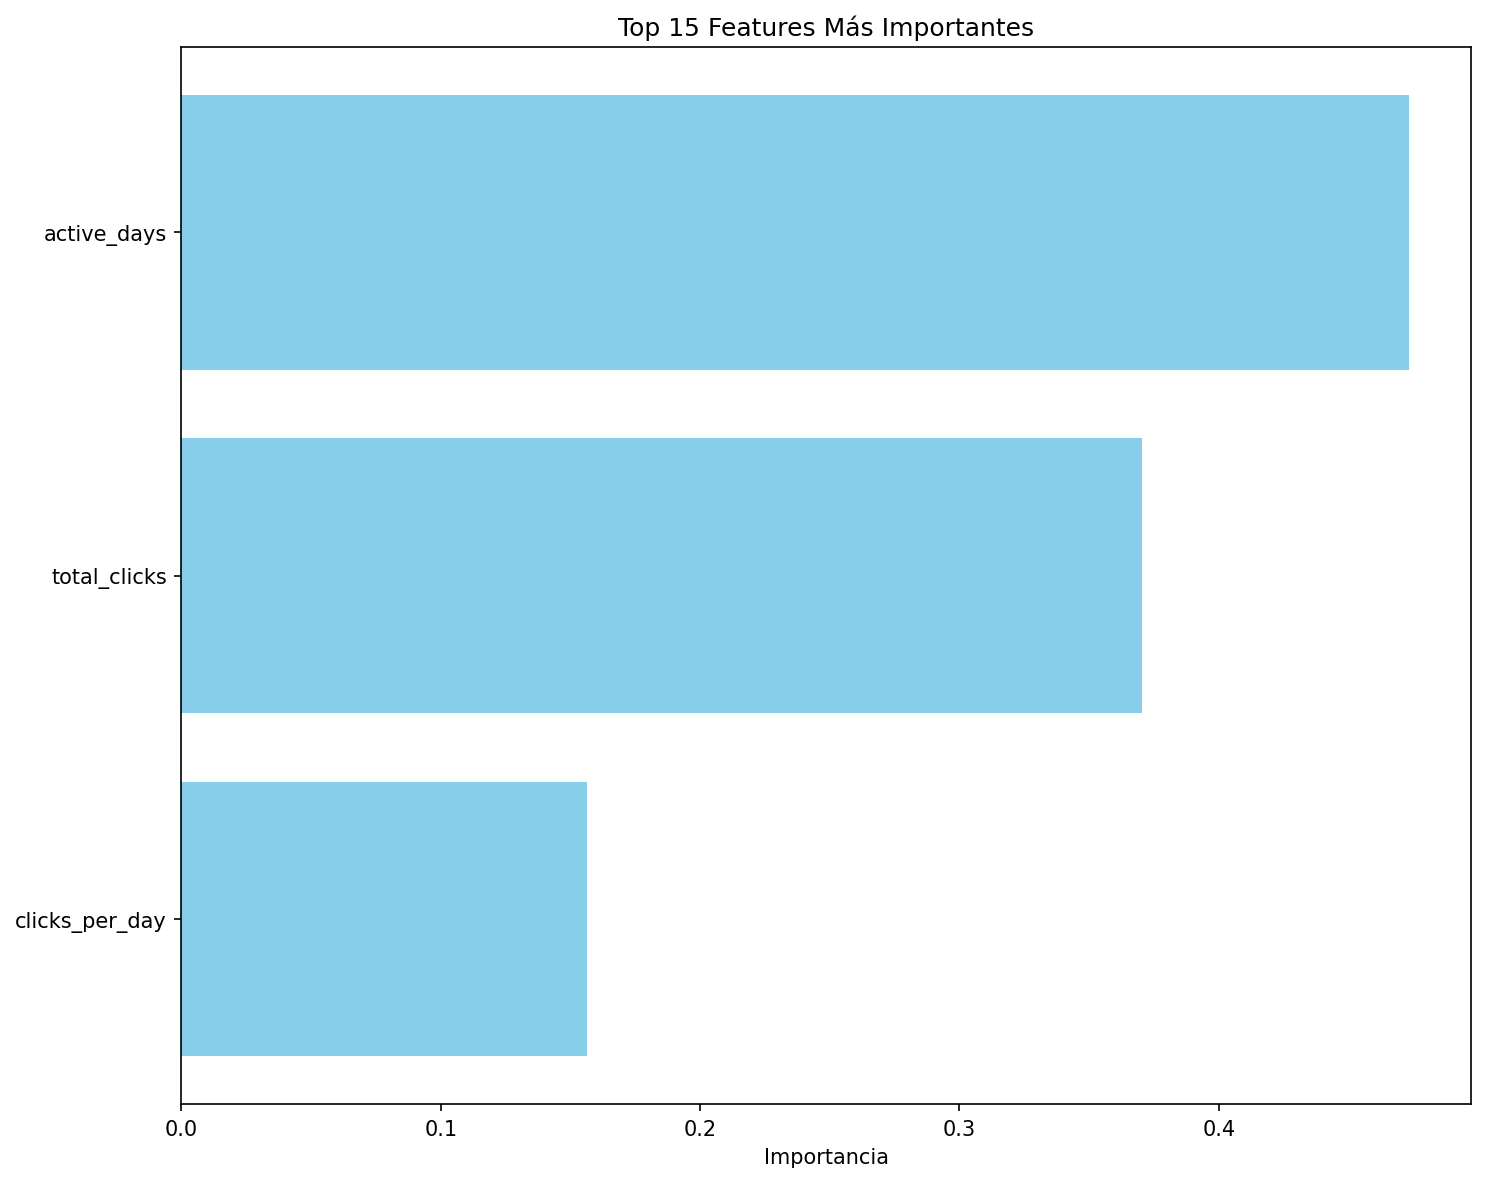 Top 15 Features Más Importantes
active_days
total_clicks
clicks_per_day
0.0 0.1 0.2 0.3 0.4
Importancia